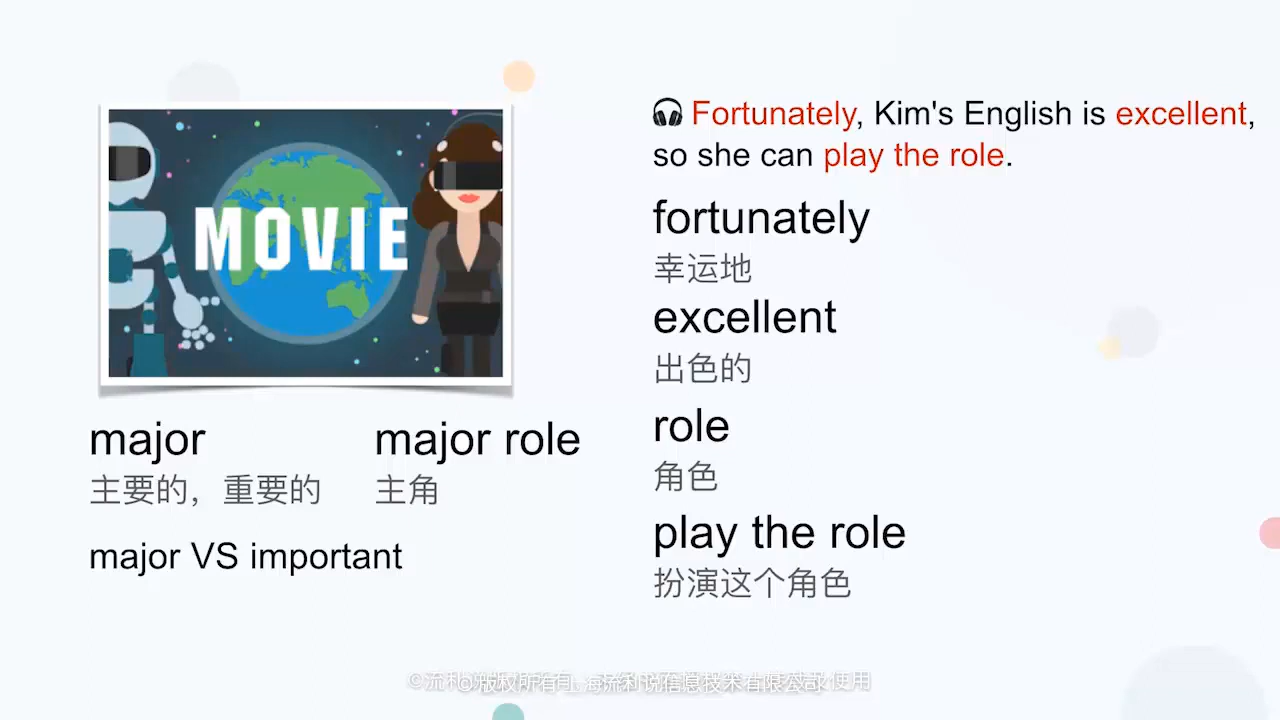 MOVIE
major
主要的，重要的
major role
主角
major VS important
Fortunately, Kim's English is excellent,
so she can play the role.
fortunately
幸运地
excellent
出色的
role
角色
play the role
扮演这个角色